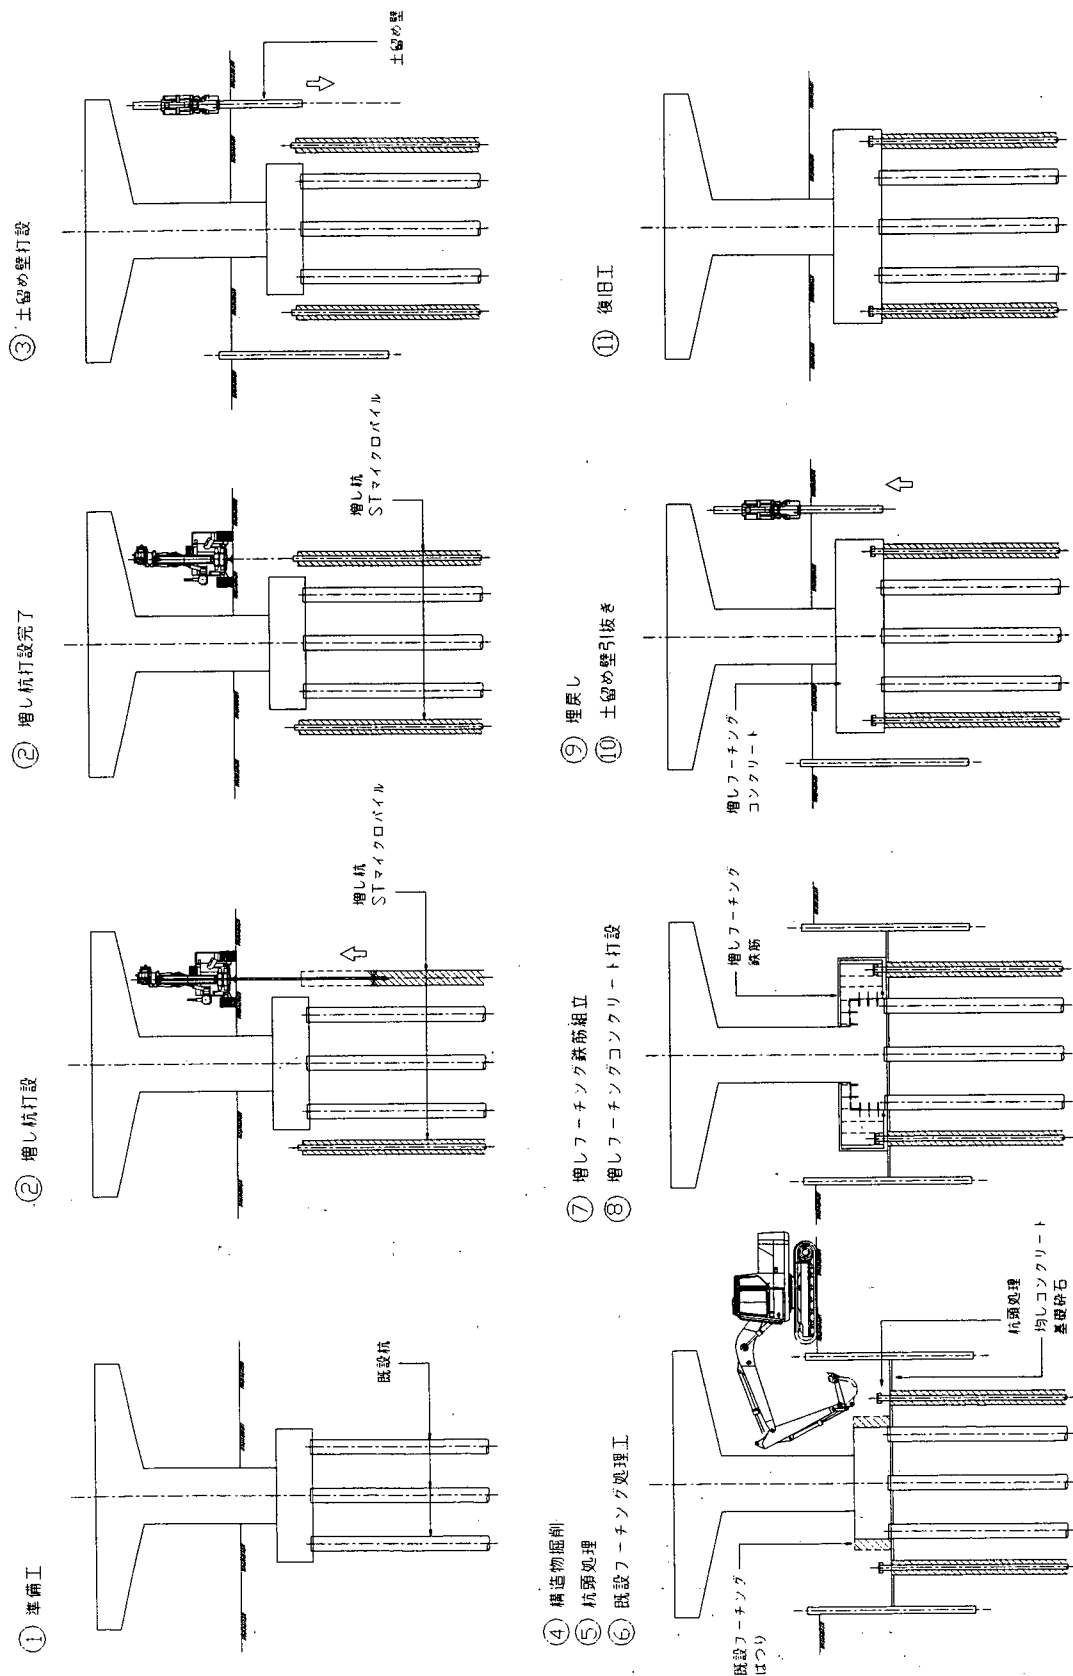 ① 準備工
既設杭
② 増し杭打設
増し杭
STマイクロパイル
② 増し杭打設完了
増し杭
STマイクロパイル
③ 土留め壁打設
土留め壁
④ 構造物掘削
⑤ 杭頭処理
⑥ 既設フーチング処理工
既設フーチング
はつり
杭頭処理
均しコンクリート
基礎砕石
⑦ 増しフーチング鉄筋組立
⑧ 増しフーチングコンクリート打設
増しフーチング
鉄筋
⑨ 埋戻し
⑩ 土留め壁引抜き
増しフーチング
コンクリート
⑪ 復旧工